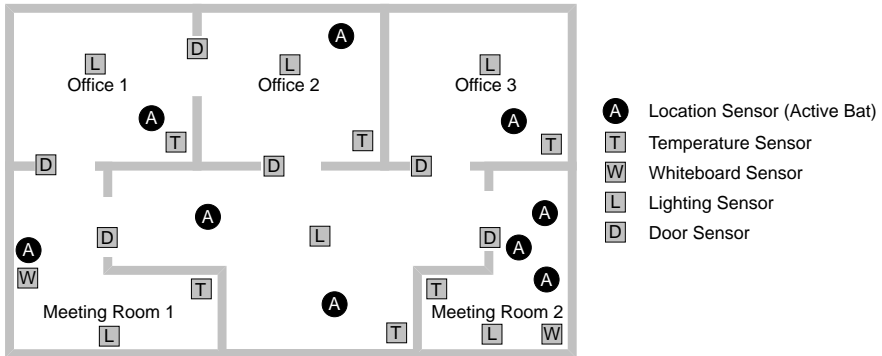 A
D
L
L
L
Office 1
Office 2
Office 3
A
A
T
T
T
D
D
D
A
A
D
L
D
A
A
W
A
T
T
A
Meeting Room 1
Meeting Room 2
L
T
L
W
A Location Sensor (Active Bat)
T Temperature Sensor
W Whiteboard Sensor
L Lighting Sensor
D Door Sensor